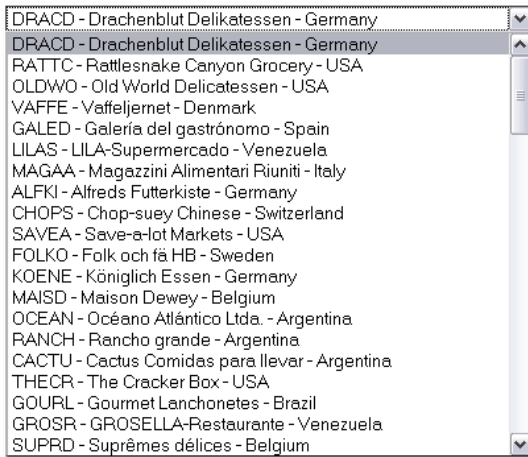 DRACD - Drachenblut Delikatessen - Germany
DRACD - Drachenblut Delikatessen - Germany
RATTC - Rattlesnake Canyon Grocery - USA
OLDWO - Old World Delicatessen - USA
VAFFE - Vaffeljernet - Denmark
GALED - Galería del gastrónomo - Spain
LILAS - LILA-Supermercado - Venezuela
MAGAA - Magazzini Alimentari Riuniti - Italy
ALFKI - Alfreds Futterkiste - Germany
CHOPS - Chop-suey Chinese - Switzerland
SAVEA - Save-a-lot Markets - USA
FOLKO - Folk och fä HB - Sweden
KOENE - Königlich Essen - Germany
MAISD - Maison Dewey - Belgium
OCEAN - Océano Atlántico Ltda. - Argentina
RANCH - Rancho grande - Argentina
CACTU - Cactus Comidas para llevar - Argentina
THECR - The Cracker Box - USA
GOURL - Gourmet Lanchonetes - Brazil
GROSR - GROSELLA-Restaurante - Venezuela
SUPRD - Suprêmes délices - Belgium